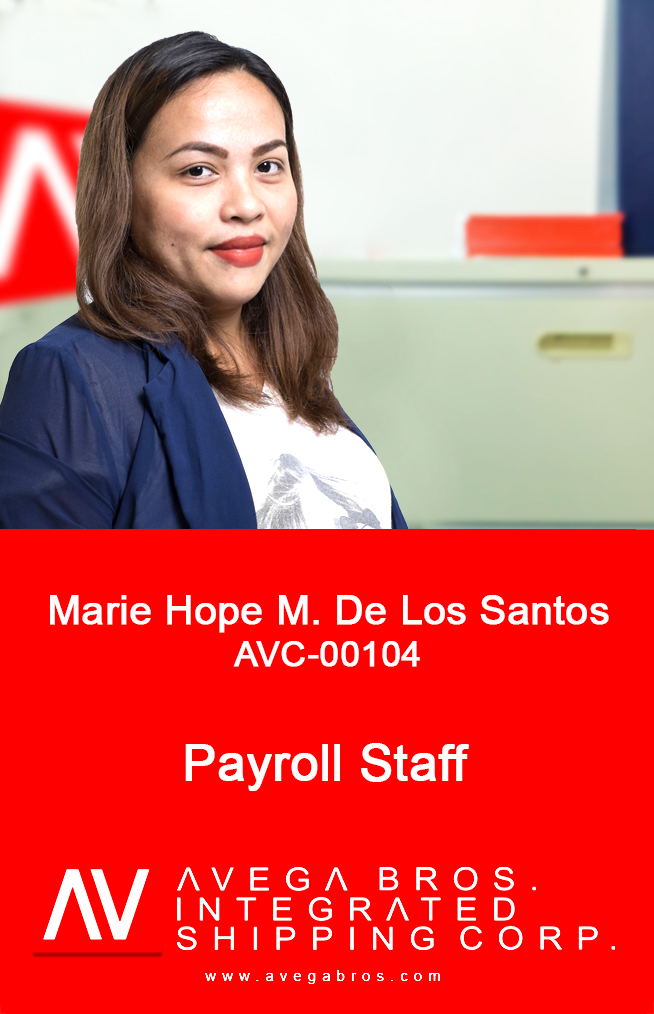 Marie Hope M. De Los Santos
AVC-00104
Payroll Staff
AV
AVEGA BROS.
INTEGRATED
SHIPPING CORP.
www.avegabros.com